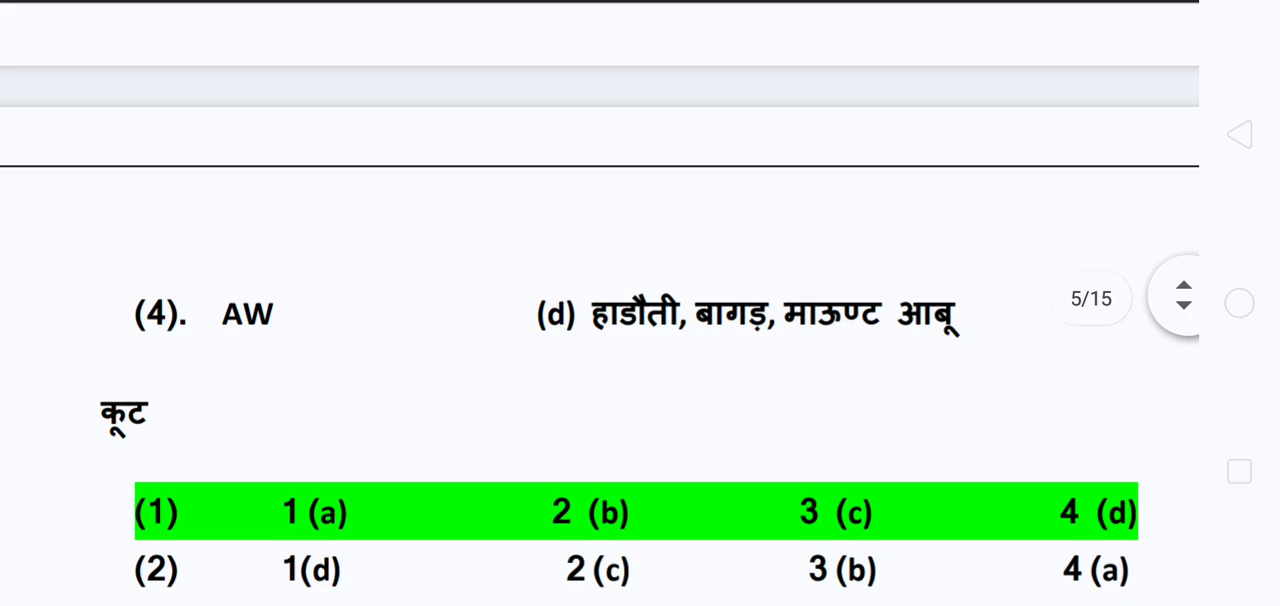 (4). AW (d) हाडौती, बागड़, माऊण्ट आबू
5/15
कूट
(1) 1 (a) 2 (b) 3 (c) 4 (d)
(2) 1(d) 2 (c) 3 (b) 4 (a)